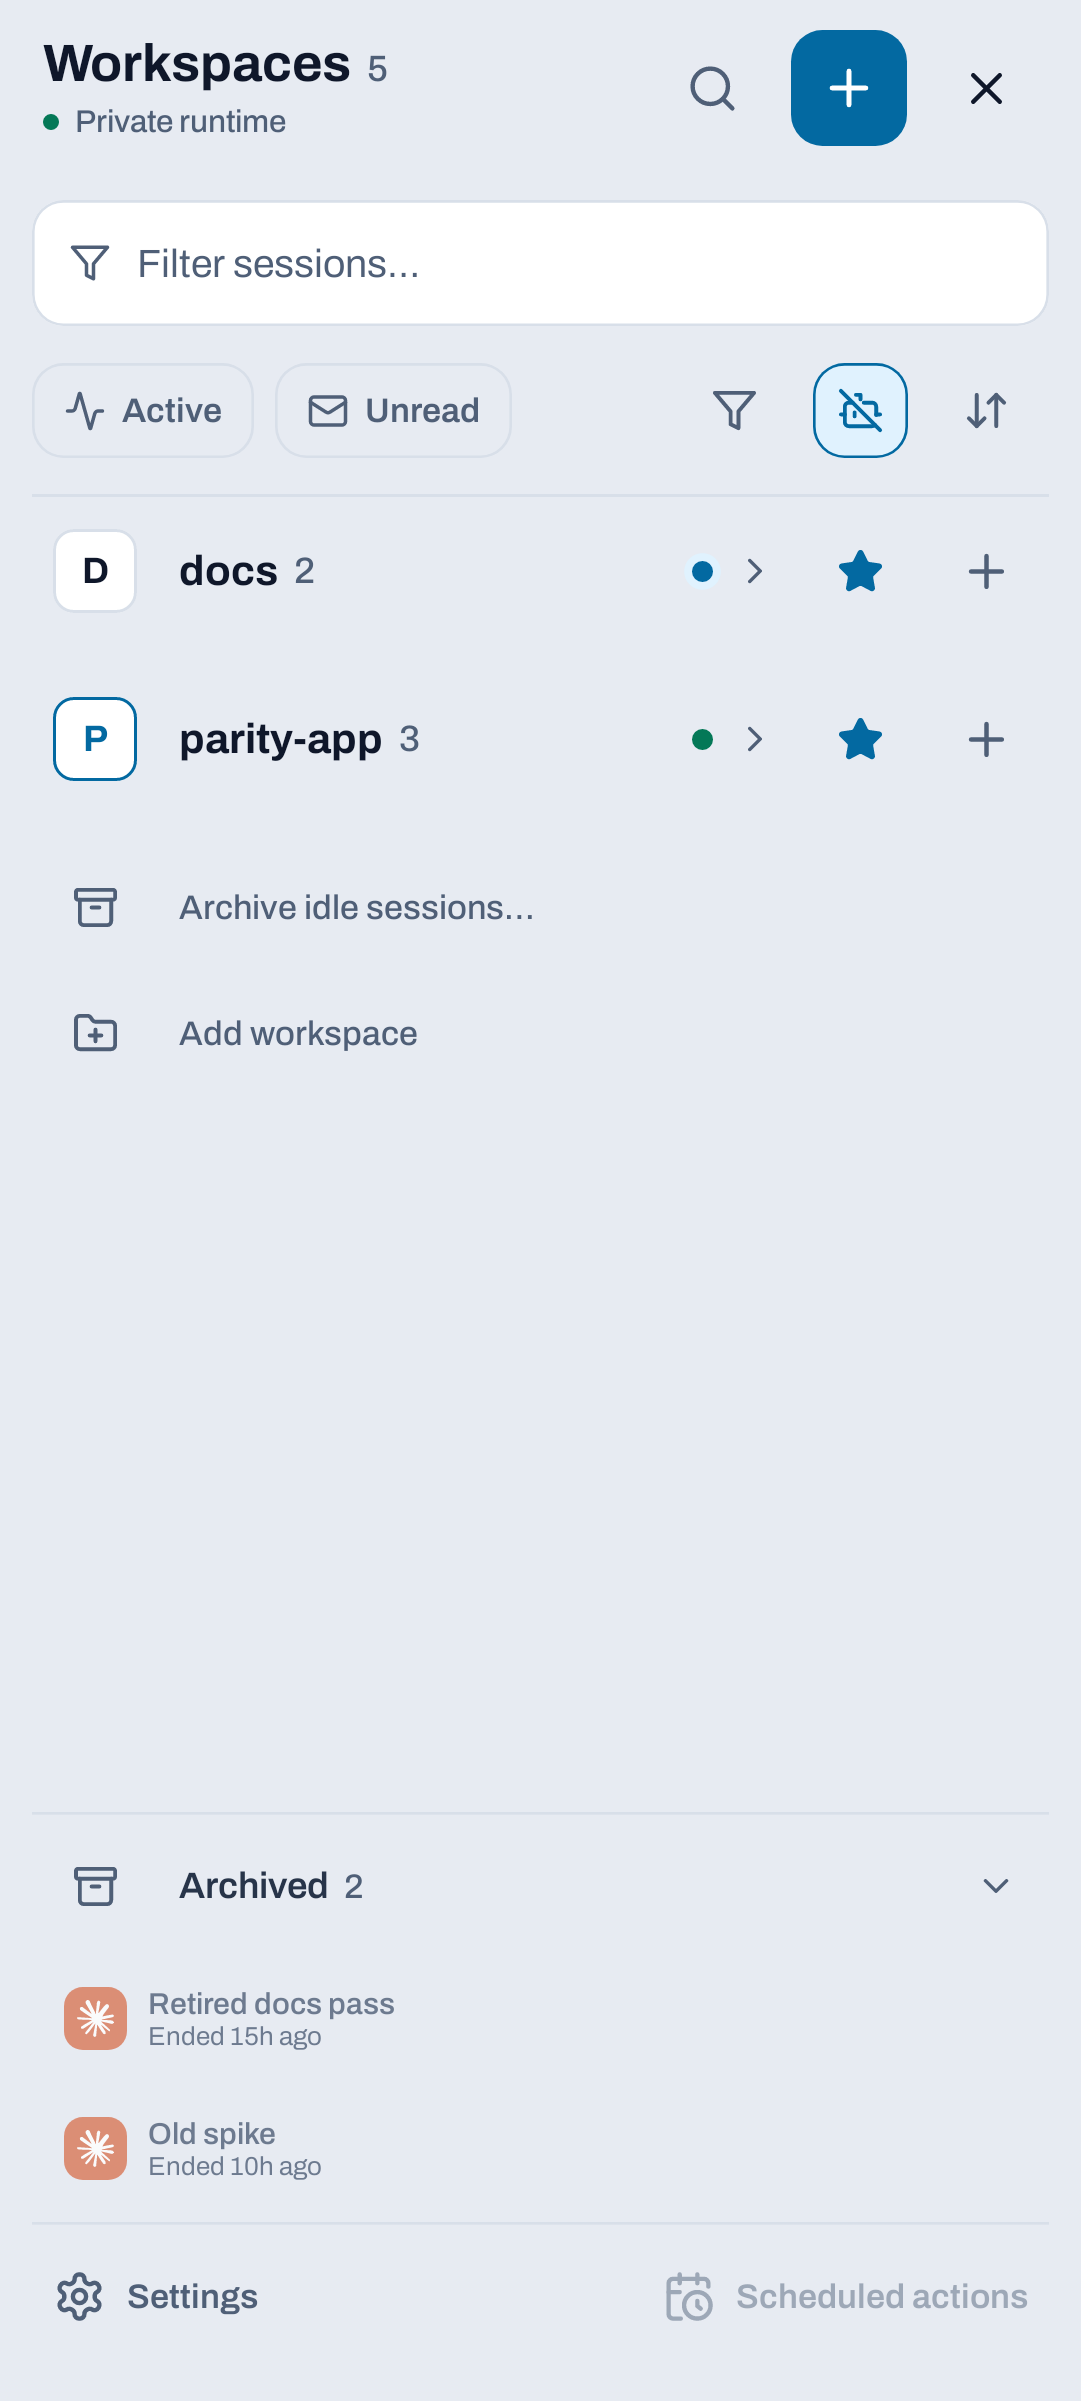 Workspaces 5
Private runtime
Filter sessions...
Active
Unread
D docs 2
P parity-app 3
Archive idle sessions...
Add workspace
Archived 2
Retired docs pass
Ended 15h ago
Old spike
Ended 10h ago
Settings
Scheduled actions